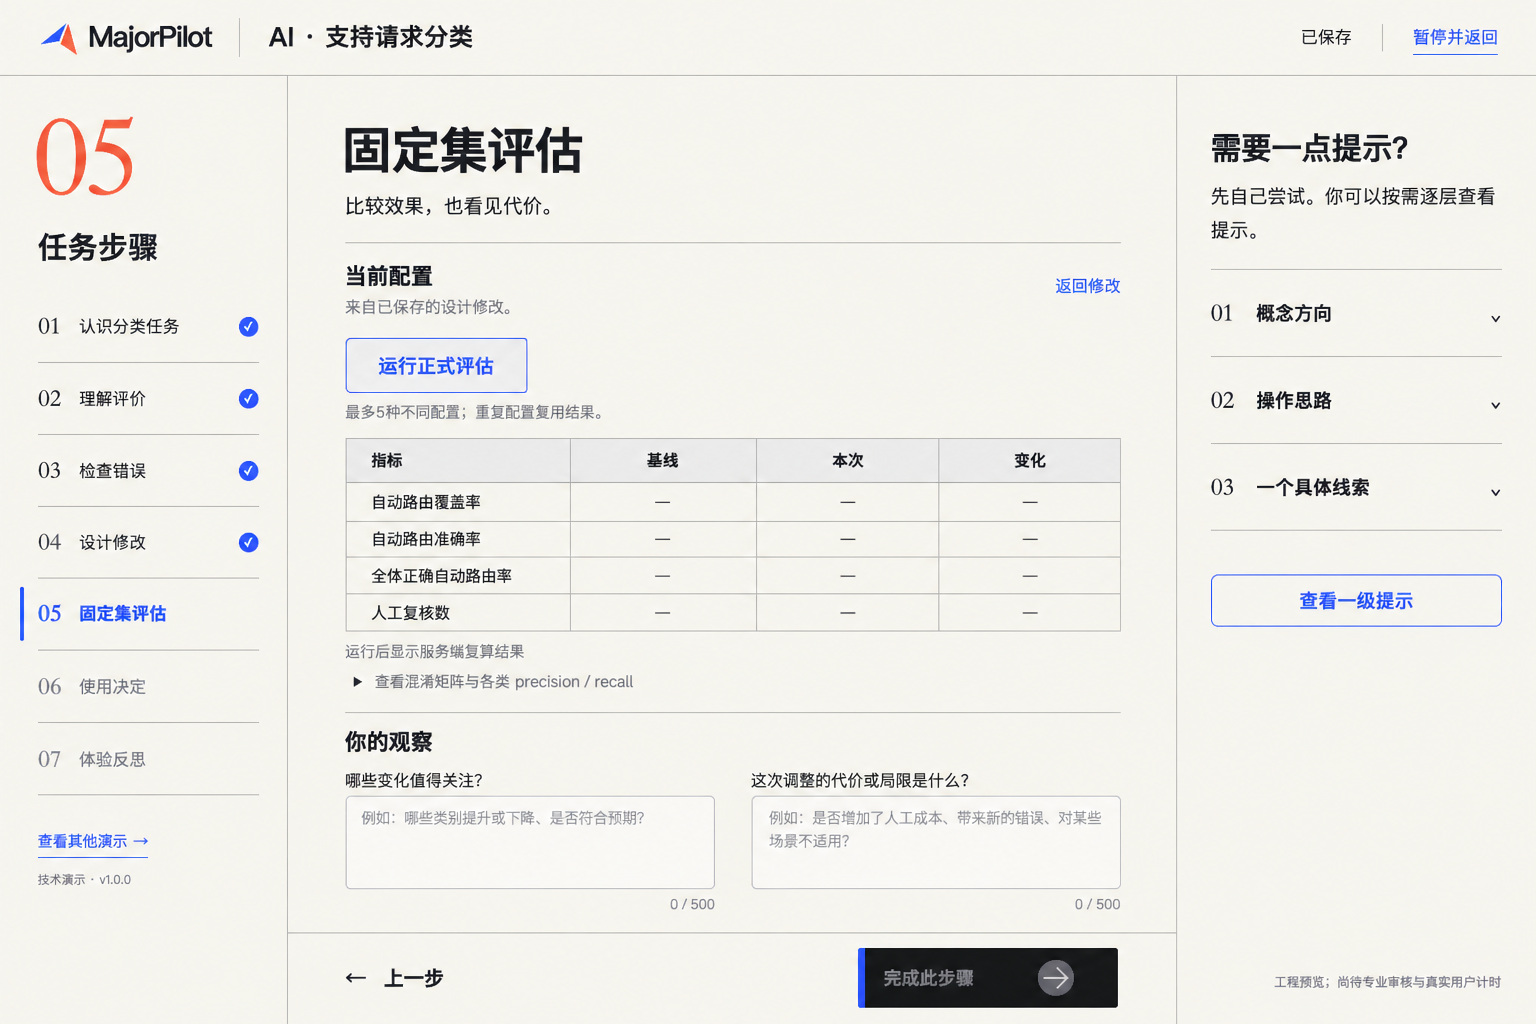 MajorPilot
AI · 支持请求分类
已保存
暂停并返回
05
任务步骤
01 认识分类任务
02 理解评价
03 检查错误
04 设计修改
05 固定集评估
06 使用决定
07 体验反思
查看其他演示 →
技术演示 · v1.0.0
固定集评估
比较效果，也看见代价。
当前配置
来自已保存的设计修改。
返回修改
运行正式评估
最多5种不同配置；重复配置复用结果。
指标 基线 本次 变化
自动路由覆盖率 — — —
自动路由准确率 — — —
全体正确自动路由率 — — —
人工复核数 — — —
运行后显示服务端复算结果
▶ 查看混淆矩阵与各类 precision / recall
你的观察
哪些变化值得关注？
例如：哪些类别提升或下降、是否符合预期？
0 / 500
这次调整的代价或局限是什么？
例如：是否增加了人工成本、带来新的错误、对某些
场景不适用？
0 / 500
← 上一步
完成此步骤 →
需要一点提示？
先自己尝试。你可以按需逐层查看
提示。
01 概念方向
02 操作思路
03 一个具体线索
查看一级提示
工程预览；尚待专业审核与真实用户计时